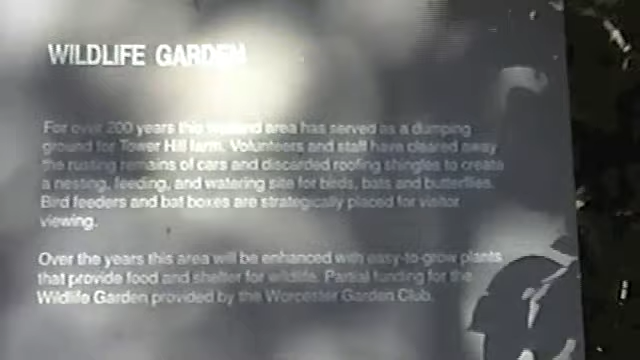 WILDLIFE GARDEN
For over 200 years this wetland area has served as a dumping
ground for Tower Hill farm. Volunteers and staff have cleared away
the rusting remains of cars and discarded roofing shingles to create
a nesting, feeding, and watering site for birds, bats and butterflies.
Bird feeders and bat boxes are strategically placed for visitor
viewing.
Over the years this area will be enhanced with easy-to-grow plants
that provide food and shelter for wildlife. Partial funding for the
Wildlife Garden provided by the Worcester Garden Club.